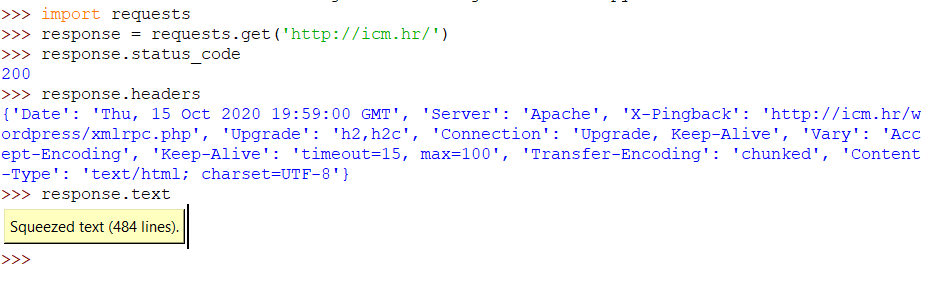 >>> import requests
>>> response = requests.get('http://icm.hr/')
>>> response.status_code
200
>>> response.headers
{'Date': 'Thu, 15 Oct 2020 19:59:00 GMT', 'Server': 'Apache', 'X-Pingback': 'http://icm.hr/w
ordpress/xmlrpc.php', 'Upgrade': 'h2,h2c', 'Connection': 'Upgrade, Keep-Alive', 'Vary': 'Acc
ept-Encoding', 'Keep-Alive': 'timeout=15, max=100', 'Transfer-Encoding': 'chunked', 'Content
-Type': 'text/html; charset=UTF-8'}
>>> response.text
Squeezed text (484 lines).
>>>